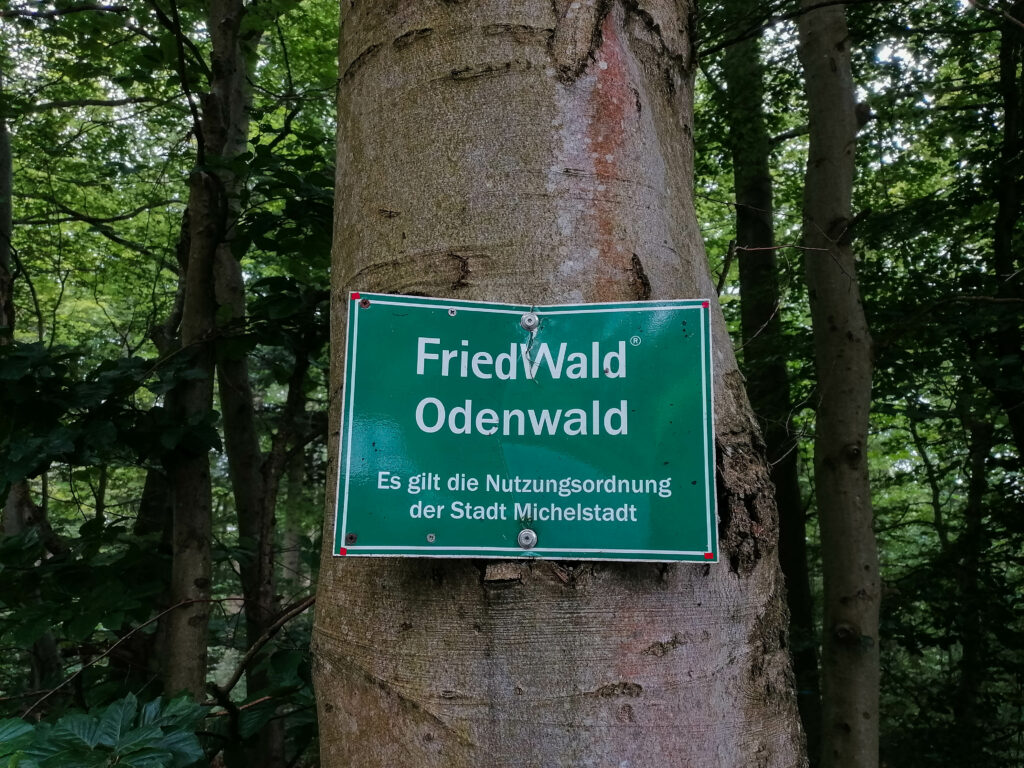 FriedWald®
Odenwald
Es gilt die Nutzungsordnung
der Stadt Michelstadt